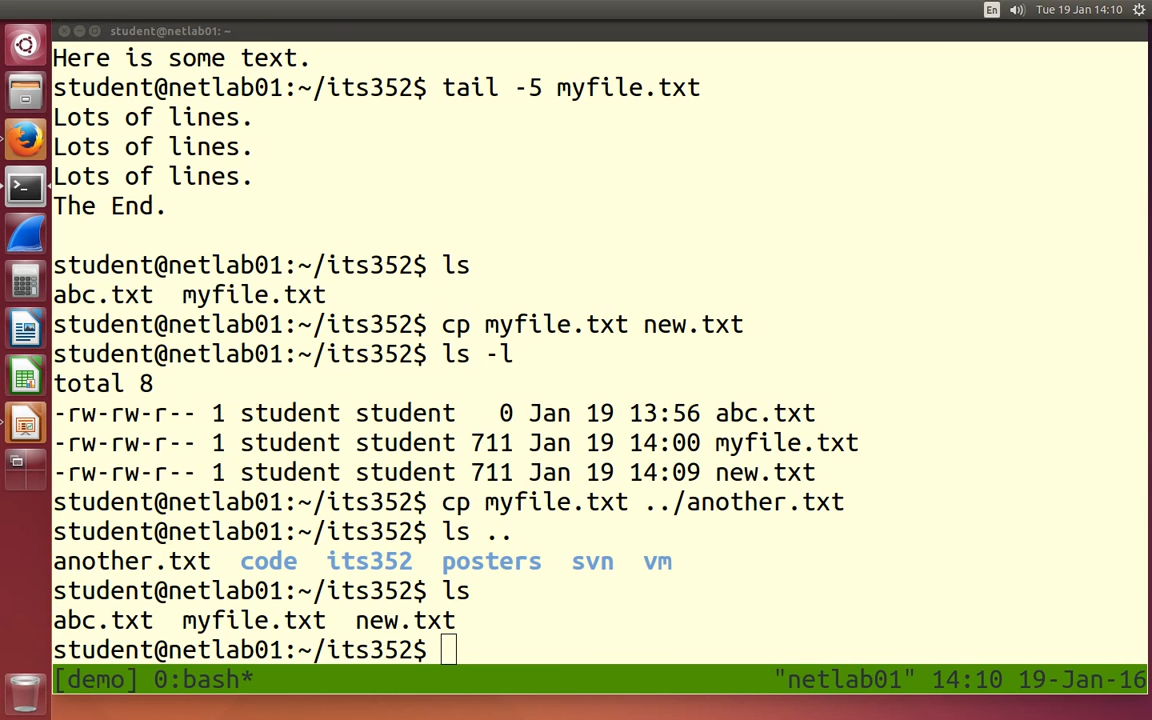 En Tue 19 Jan 14:10
student@netlab01: ~
Here is some text.
student@netlab01:~/its352$ tail -5 myfile.txt
Lots of lines.
Lots of lines.
Lots of lines.
The End.
student@netlab01:~/its352$ ls
abc.txt  myfile.txt
student@netlab01:~/its352$ cp myfile.txt new.txt
student@netlab01:~/its352$ ls -l
total 8
-rw-rw-r-- 1 student student   0 Jan 19 13:56 abc.txt
-rw-rw-r-- 1 student student 711 Jan 19 14:00 myfile.txt
-rw-rw-r-- 1 student student 711 Jan 19 14:09 new.txt
student@netlab01:~/its352$ cp myfile.txt ../another.txt
student@netlab01:~/its352$ ls ..
another.txt  code  its352  posters  svn  vm
student@netlab01:~/its352$ ls
abc.txt  myfile.txt  new.txt
student@netlab01:~/its352$
[demo] 0:bash* "netlab01" 14:10 19-Jan-16